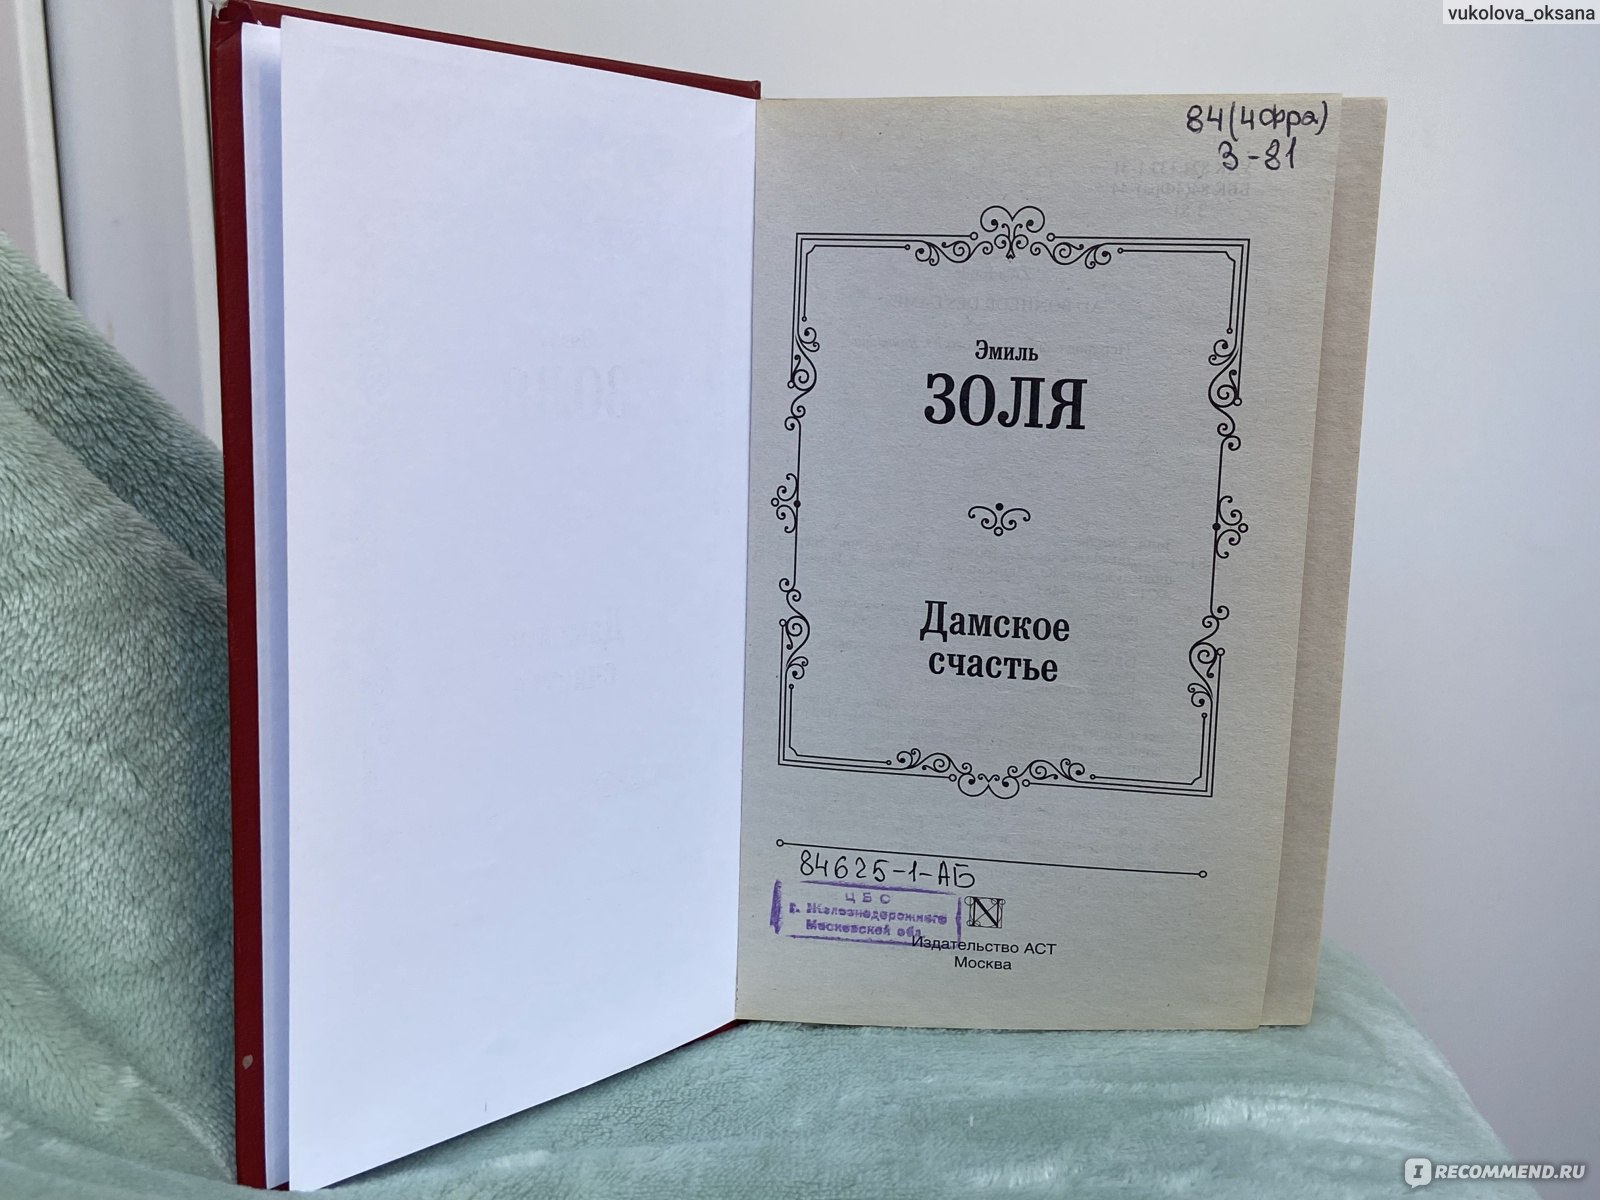 vukolova_oksana
84(4Фра)
З-81
Эмиль
ЗОЛЯ
Дамское
счастье
84625-1-АБ
ЦБС
г. Железнодорожного
Московской обл.
N
Издательство АСТ
Москва
I RECOMMEND.RU